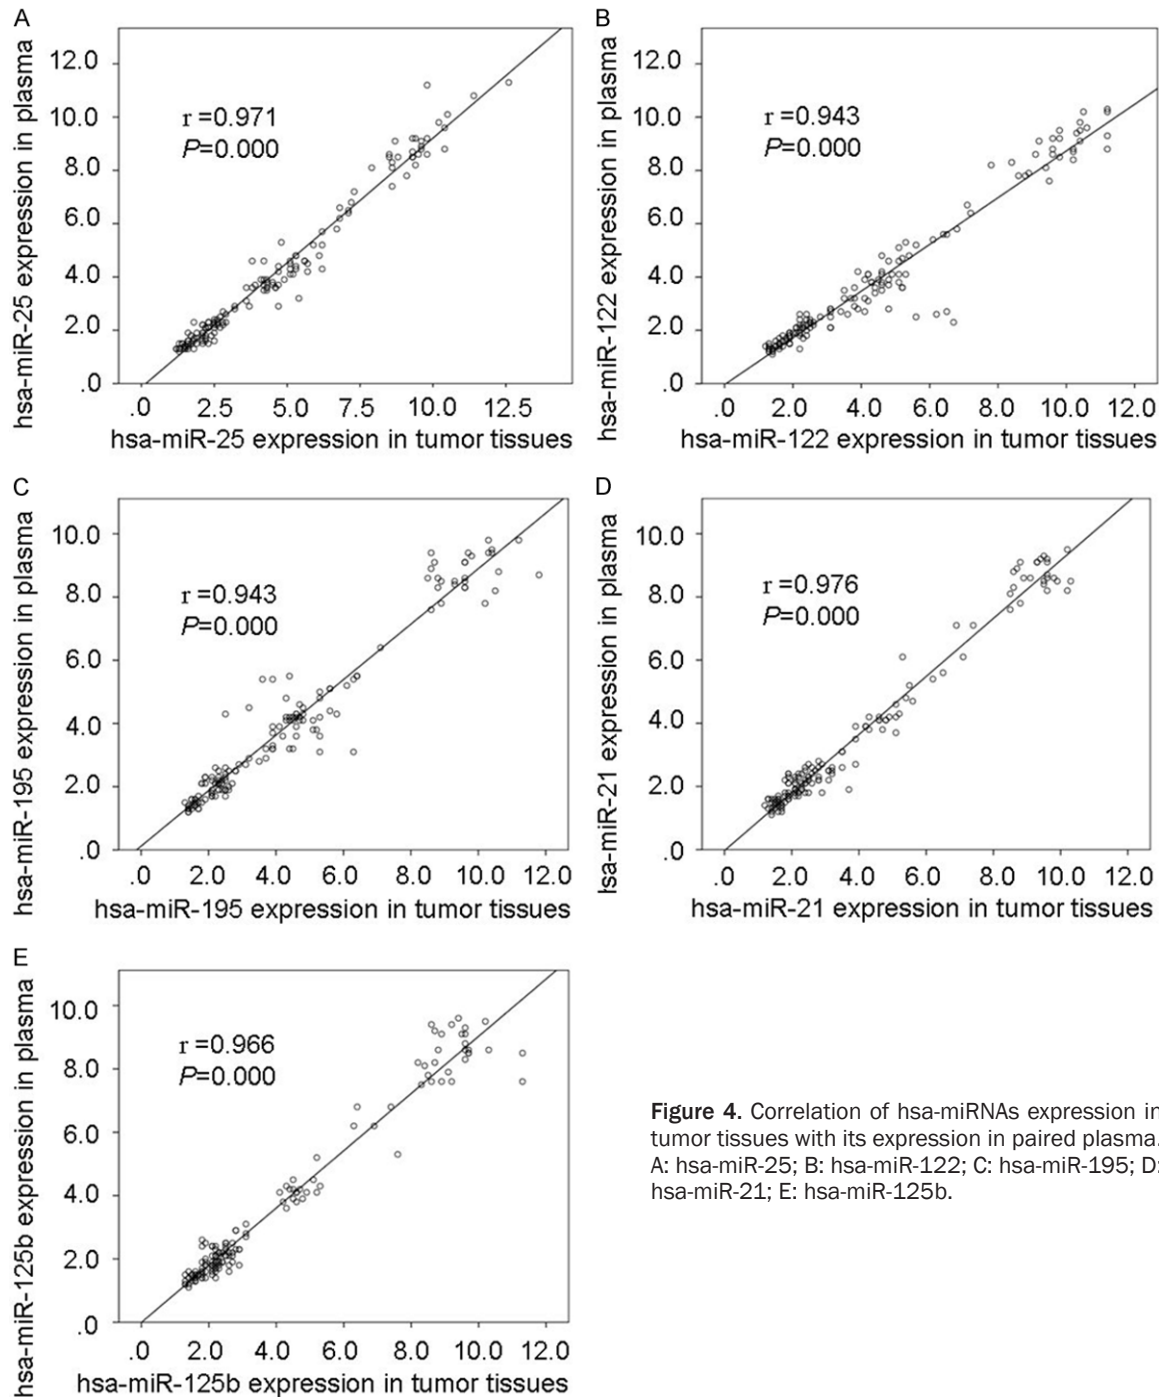 A
hsa-miR-25 expression in plasma
12.0
10.0
8.0
6.0
4.0
2.0
.0
r =0.971
P=0.000
.0 2.5 5.0 7.5 10.0 12.5
hsa-miR-25 expression in tumor tissues
B
hsa-miR-122 expression in plasma
12.0
10.0
8.0
6.0
4.0
2.0
.0
r =0.943
P=0.000
.0 2.0 4.0 6.0 8.0 10.0 12.0
hsa-miR-122 expression in tumor tissues
C
hsa-miR-195 expression in plasma
10.0
8.0
6.0
4.0
2.0
.0
r =0.943
P=0.000
.0 2.0 4.0 6.0 8.0 10.0 12.0
hsa-miR-195 expression in tumor tissues
D
lsa-miR-21 expression in plasma
10.0
8.0
6.0
4.0
2.0
.0
r =0.976
P=0.000
.0 2.0 4.0 6.0 8.0 10.0 12.0
hsa-miR-21 expression in tumor tissues
E
hsa-miR-125b expression in plasma
10.0
8.0
6.0
4.0
2.0
.0
r =0.966
P=0.000
.0 2.0 4.0 6.0 8.0 10.0 12.0
hsa-miR-125b expression in tumor tissues
Figure 4. Correlation of hsa-miRNAs expression in
tumor tissues with its expression in paired plasma.
A: hsa-miR-25; B: hsa-miR-122; C: hsa-miR-195; D:
hsa-miR-21; E: hsa-miR-125b.